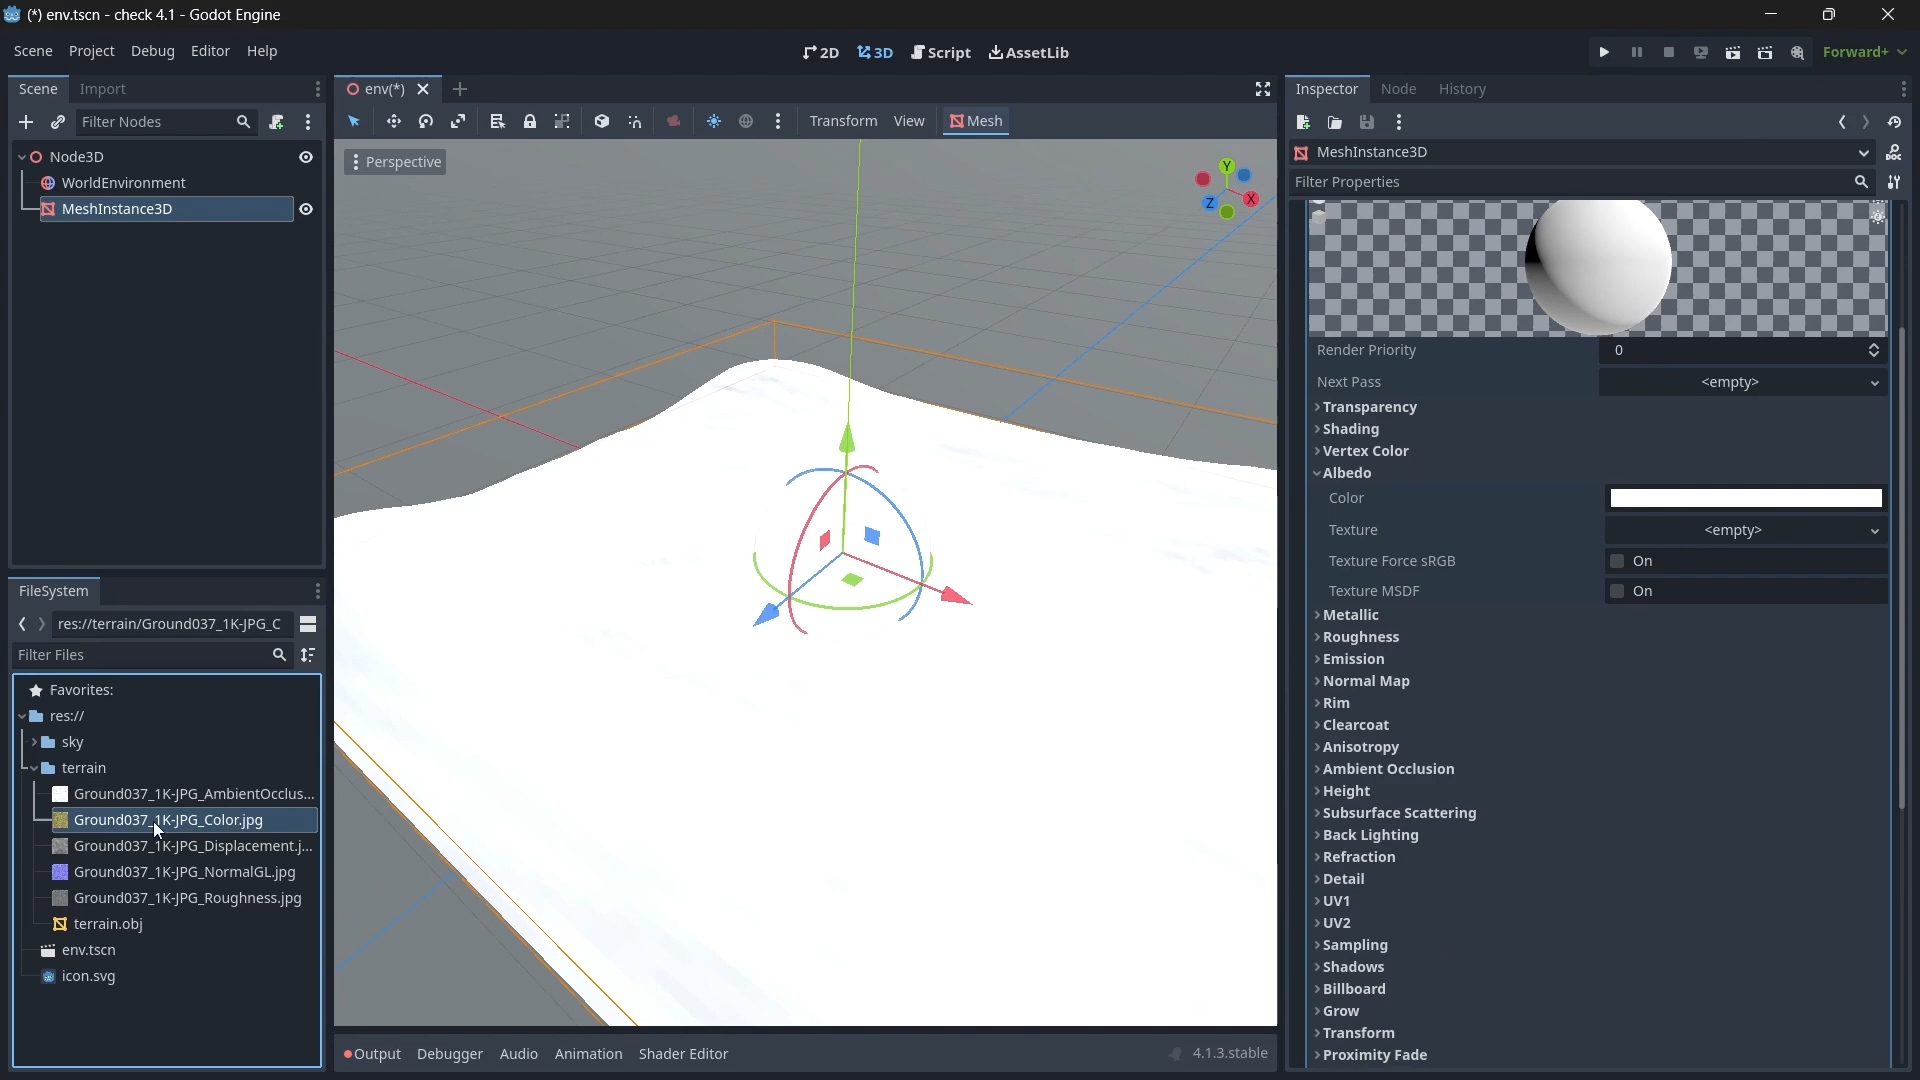 (*) env.tscn - check 4.1 - Godot Engine
Scene Project Debug Editor Help
2D 3D Script AssetLib
Forward+
Scene Import
Filter Nodes
Node3D
WorldEnvironment
MeshInstance3D
FileSystem
res://terrain/Ground037_1K-JPG_C
Filter Files
Favorites:
res://
sky
terrain
Ground037_1K-JPG_AmbientOcclus...
Ground037_1K-JPG_Color.jpg
Ground037_1K-JPG_Displacement.j...
Ground037_1K-JPG_NormalGL.jpg
Ground037_1K-JPG_Roughness.jpg
terrain.obj
env.tscn
icon.svg
env(*)
Transform View Mesh
Perspective
Y
X
Z
Output Debugger Audio Animation Shader Editor
4.1.3.stable
Inspector Node History
MeshInstance3D
Filter Properties
Render Priority 0
Next Pass <empty>
Transparency
Shading
Vertex Color
Albedo
Color
Texture <empty>
Texture Force sRGB On
Texture MSDF On
Metallic
Roughness
Emission
Normal Map
Rim
Clearcoat
Anisotropy
Ambient Occlusion
Height
Subsurface Scattering
Back Lighting
Refraction
Detail
UV1
UV2
Sampling
Shadows
Billboard
Grow
Transform
Proximity Fade